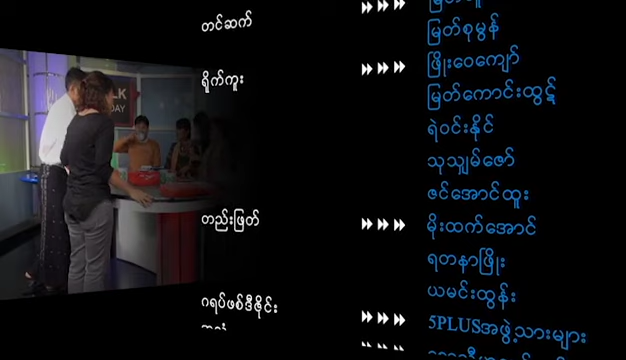 တင်ဆက်
မြတ်စုမွန်
ဖြိုးဝေကျော်
ရိုက်ကူး
မြတ်ကောင်းထွဋ်
ရဲဝင်းနိုင်
သုသျှမ်ဇော်
ဇင်အောင်ထူး
တည်းဖြတ်
မိုးထက်အောင်
ရတနာဖြိုး
ယမင်းထွန်း
ဂရပ်ဖစ်ဒီဇိုင်း
5PLUSအဖွဲ့သားများ